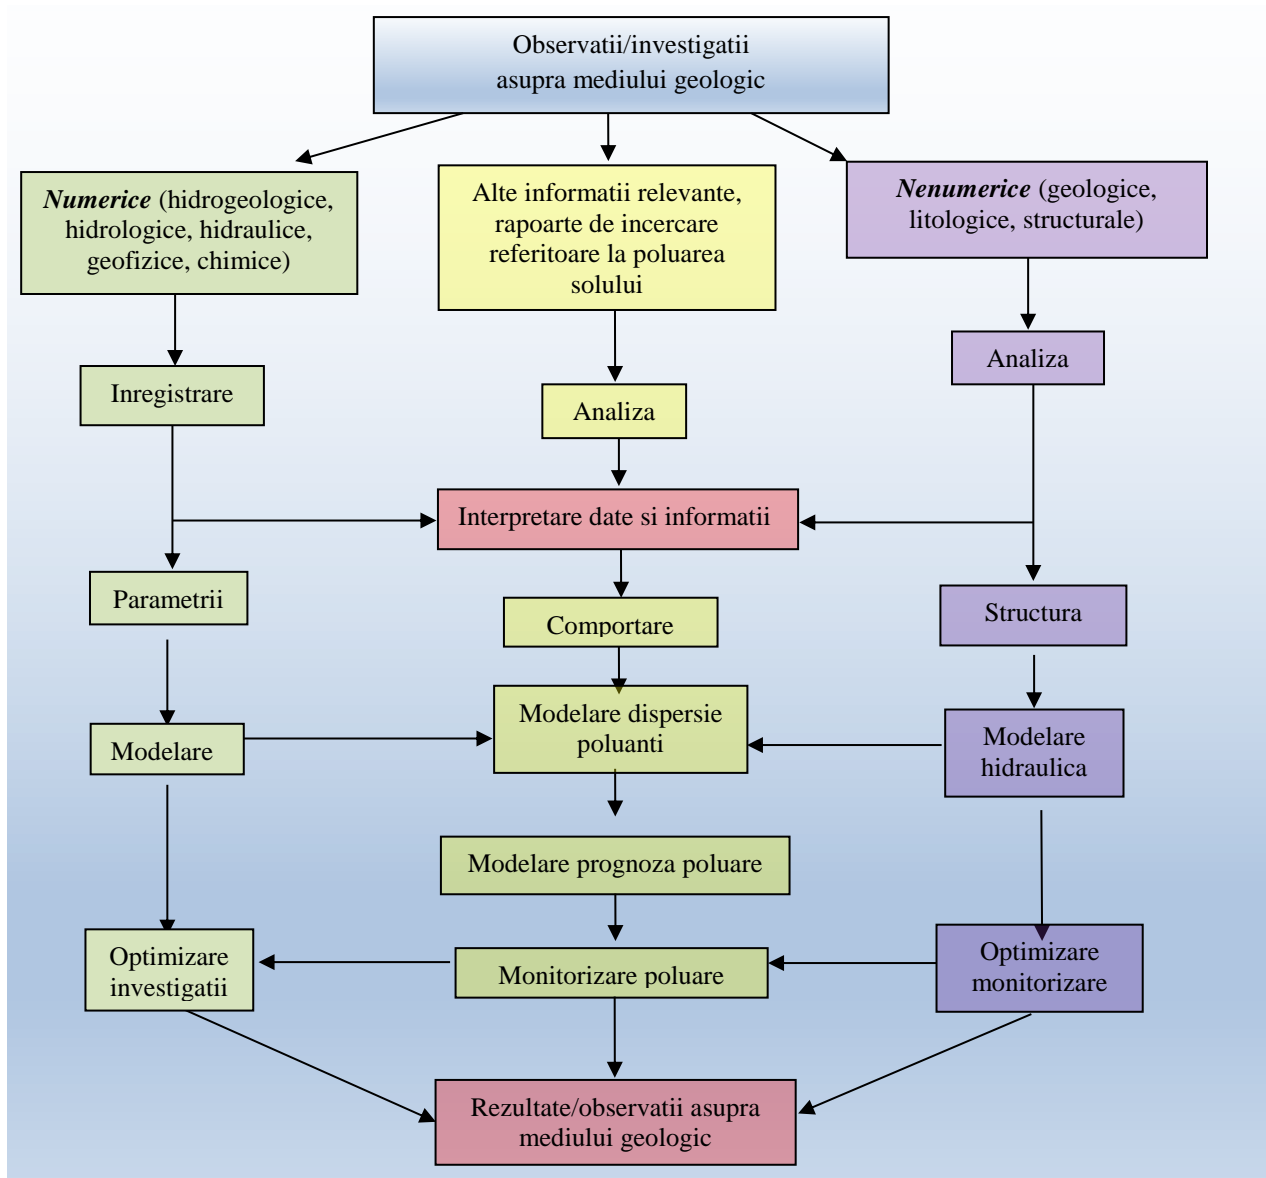 Observatii/investigatii
asupra mediului geologic
Numerice (hidrogeologice,
hidrologice, hidraulice,
geofizice, chimice)
Alte informatii relevante,
rapoarte de incercare
referitoare la poluarea
solului
Nenumerice (geologice,
litologice, structurale)
Inregistrare
Analiza
Analiza
Interpretare date si informatii
Parametrii
Comportare
Structura
Modelare
Modelare dispersie
poluanti
Modelare
hidraulica
Modelare prognoza poluare
Optimizare
investigatii
Monitorizare poluare
Optimizare
monitorizare
Rezultate/observatii asupra
mediului geologic